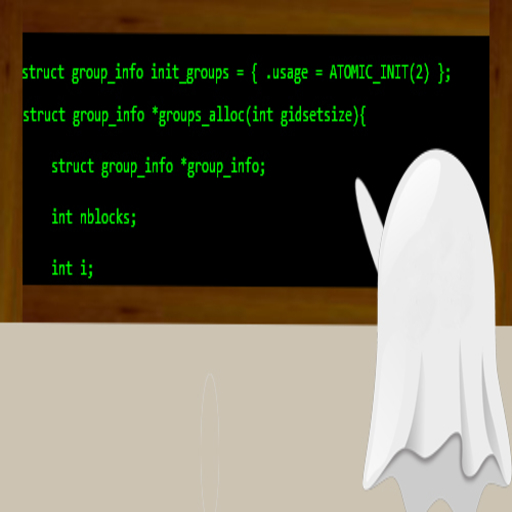 struct group_info init_groups = { .usage = ATOMIC_INIT(2) };
struct group_info *groups_alloc(int gidsetsize){
struct group_info *group_info;
int nblocks;
int i;